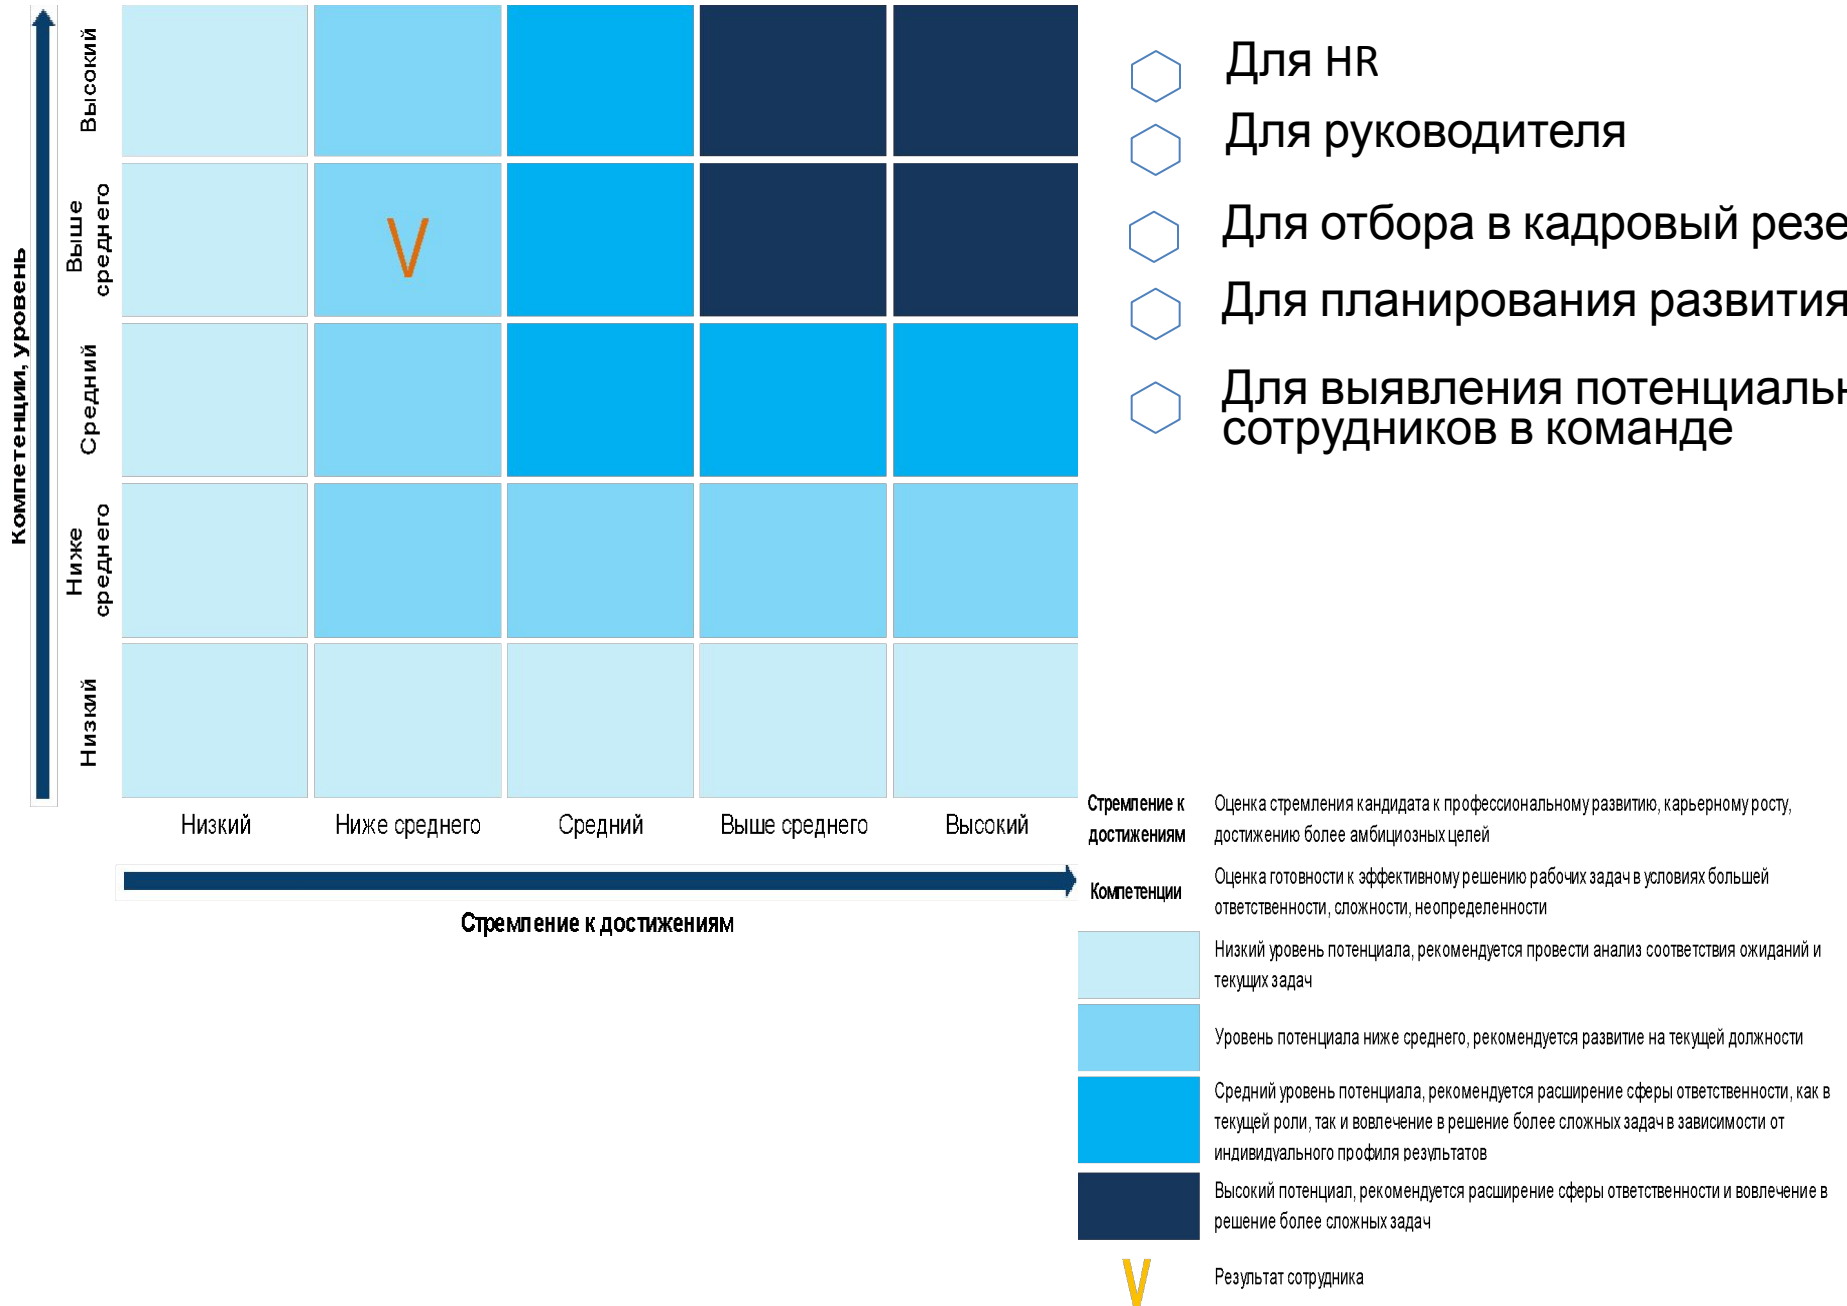 Компетенции, уровень
Высокий
Выше
среднего
Средний
Ниже
среднего
Низкий
V
Низкий
Ниже среднего
Средний
Выше среднего
Высокий
Стремление к достижениям
Для HR
Для руководителя
Для отбора в кадровый резе
Для планирования развития
Для выявления потенциальн
сотрудников в команде
Стремление к
достижениям
Оценка стремления кандидата к профессиональному развитию, карьерному росту,
достижению более амбициозных целей
Компетенции
Оценка готовности к эффективному решению рабочих задач в условиях большей
ответственности, сложности, неопределенности
Низкий уровень потенциала, рекомендуется провести анализ соответствия ожиданий и
текущих задач
Уровень потенциала ниже среднего, рекомендуется развитие на текущей должности
Средний уровень потенциала, рекомендуется расширение сферы ответственности, как в
текущей роли, так и вовлечение в решение более сложных задач в зависимости от
индивидуального профиля результатов
Высокий потенциал, рекомендуется расширение сферы ответственности и вовлечение в
решение более сложных задач
V
Результат сотрудника